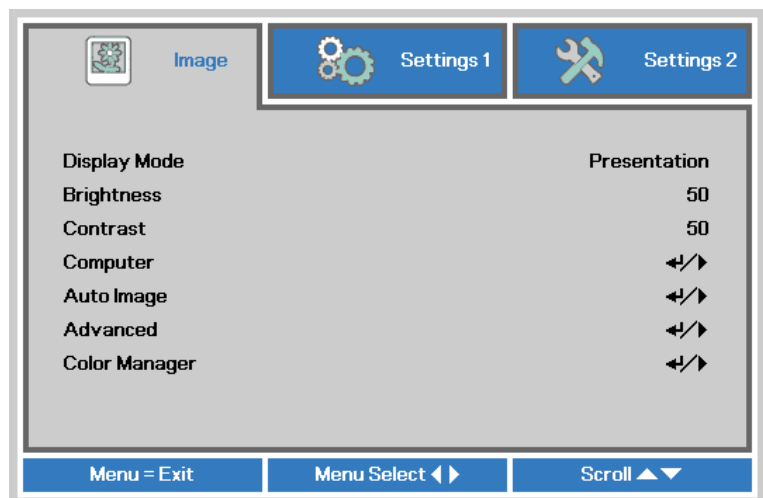 Image Settings 1 Settings 2
Display Mode Presentation
Brightness 50
Contrast 50
Computer ↵/▶
Auto Image ↵/▶
Advanced ↵/▶
Color Manager ↵/▶
Menu = Exit Menu Select ◀ ▶ Scroll ▲▼